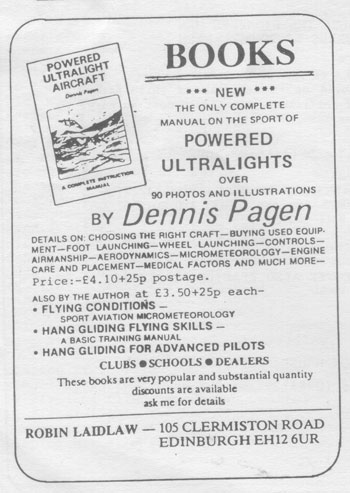 POWERED
ULTRALIGHT
AIRCRAFT
Dennis Pagen
A COMPLETE INSTRUCTION
MANUAL
BOOKS
*** NEW ***
THE ONLY COMPLETE
MANUAL ON THE SPORT OF
POWERED
ULTRALIGHTS
OVER
90 PHOTOS AND ILLUSTRATIONS
BY Dennis Pagen
DETAILS ON: CHOOSING THE RIGHT CRAFT—BUYING USED EQUIP-
MENT—FOOT LAUNCHING—WHEEL LAUNCHING—CONTROLS—
AIRMANSHIP—AERODYNAMICS—MICROMETEOROLOGY—ENGINE
CARE AND PLACEMENT—MEDICAL FACTORS AND MUCH MORE—
Price:-£4.10+25p postage.
ALSO BY THE AUTHOR at £3.50+25p each-
• FLYING CONDITIONS —
SPORT AVIATION MICROMETEOROLOGY
• HANG GLIDING FLYING SKILLS —
A BASIC TRAINING MANUAL
• HANG GLIDING FOR ADVANCED PILOTS
CLUBS ● SCHOOLS ● DEALERS
These books are very popular and substantial quantity
discounts are available
ask me for details
ROBIN LAIDLAW — 105 CLERMISTON ROAD
EDINBURGH EH12 6UR